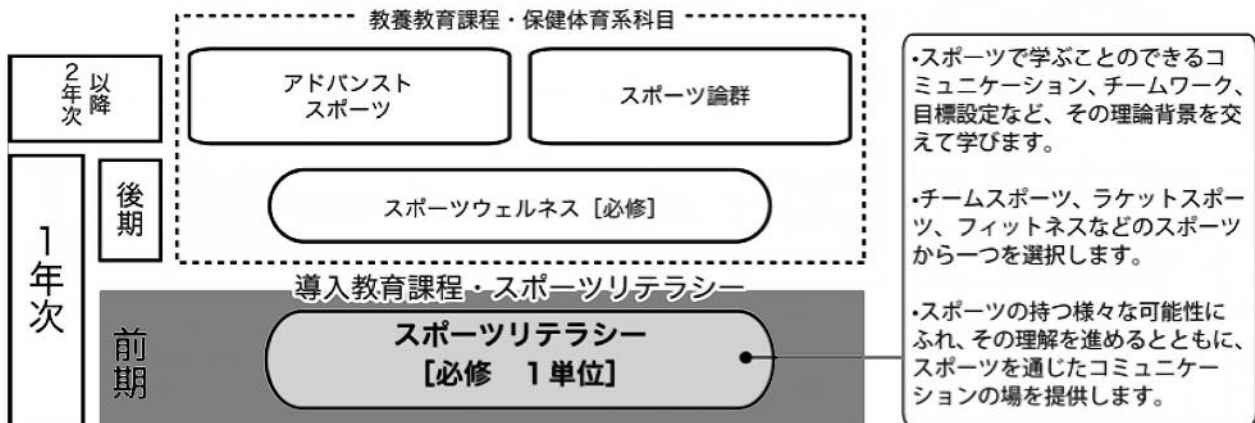 教養教育課程・保健体育系科目
2年次
以降
アドバンスト
スポーツ
スポーツ論群
後期
スポーツウェルネス［必修］
1年次
導入教育課程・スポーツリテラシー
前期
スポーツリテラシー
［必修　1単位］
•スポーツで学ぶことのできるコ
ミュニケーション、チームワーク、
目標設定など、その理論背景を交
えて学びます。
•チームスポーツ、ラケットスポー
ツ、フィットネスなどのスポーツ
から一つを選択します。
•スポーツの持つ様々な可能性に
ふれ、その理解を進めるとともに、
スポーツを通じたコミュニケー
ションの場を提供します。